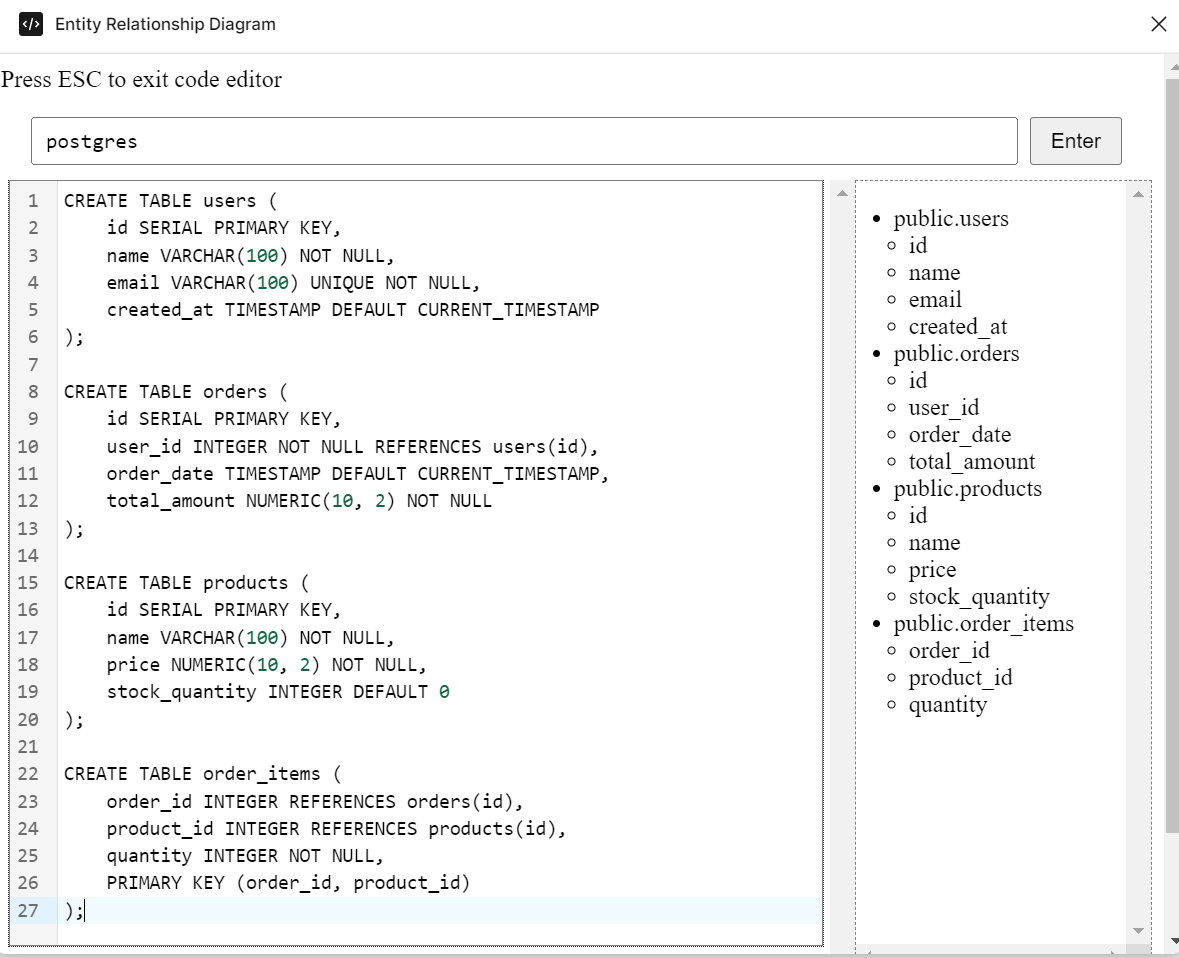 </> Entity Relationship Diagram
Press ESC to exit code editor
postgres
Enter
1 CREATE TABLE users (
2     id SERIAL PRIMARY KEY,
3     name VARCHAR(100) NOT NULL,
4     email VARCHAR(100) UNIQUE NOT NULL,
5     created_at TIMESTAMP DEFAULT CURRENT_TIMESTAMP
6 );
7
8 CREATE TABLE orders (
9     id SERIAL PRIMARY KEY,
10     user_id INTEGER NOT NULL REFERENCES users(id),
11     order_date TIMESTAMP DEFAULT CURRENT_TIMESTAMP,
12     total_amount NUMERIC(10, 2) NOT NULL
13 );
14
15 CREATE TABLE products (
16     id SERIAL PRIMARY KEY,
17     name VARCHAR(100) NOT NULL,
18     price NUMERIC(10, 2) NOT NULL,
19     stock_quantity INTEGER DEFAULT 0
20 );
21
22 CREATE TABLE order_items (
23     order_id INTEGER REFERENCES orders(id),
24     product_id INTEGER REFERENCES products(id),
25     quantity INTEGER NOT NULL,
26     PRIMARY KEY (order_id, product_id)
27 );
public.users
id
name
email
created_at
public.orders
id
user_id
order_date
total_amount
public.products
id
name
price
stock_quantity
public.order_items
order_id
product_id
quantity